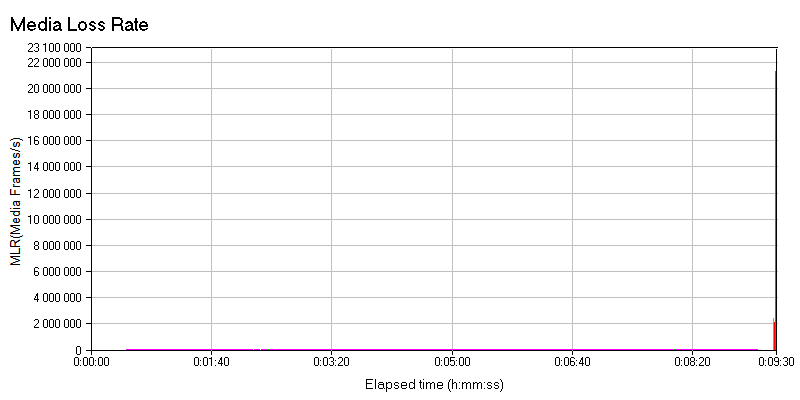 Media Loss Rate
23 100 000
22 000 000
20 000 000
18 000 000
16 000 000
14 000 000
12 000 000
10 000 000
8 000 000
6 000 000
4 000 000
2 000 000
0
MLR(Media Frames/s)
0:00:00 0:01:40 0:03:20 0:05:00 0:06:40 0:08:20 0:09:30
Elapsed time (h:mm:ss)